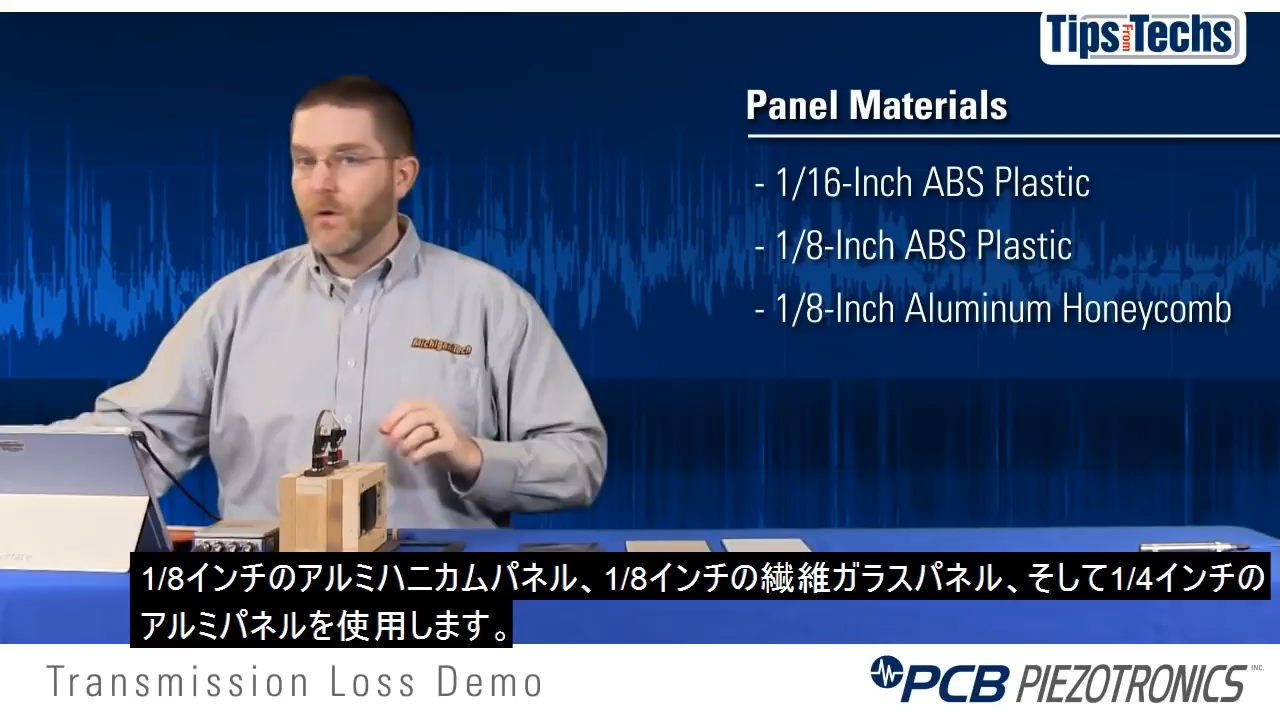 Tips From Techs
Panel Materials
- 1/16-Inch ABS Plastic
- 1/8-Inch ABS Plastic
- 1/8-Inch Aluminum Honeycomb
Michigan Tech
1/8インチのアルミハニカムパネル、1/8インチの繊維ガラスパネル、そして1/4インチの
アルミパネルを使用します。
Transmission Loss Demo
PCB PIEZOTRONICS INC.